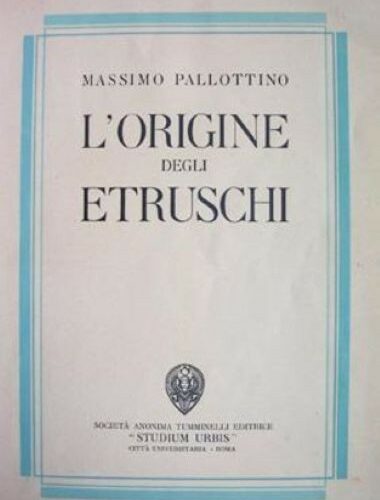 MASSIMO PALLOTTINO
L'ORIGINE
DEGLI
ETRUSCHI
SOCIETÀ ANONIMA TUMMINELLI EDITRICE
"STUDIUM URBIS"
CITTÀ UNIVERSITARIA - ROMA